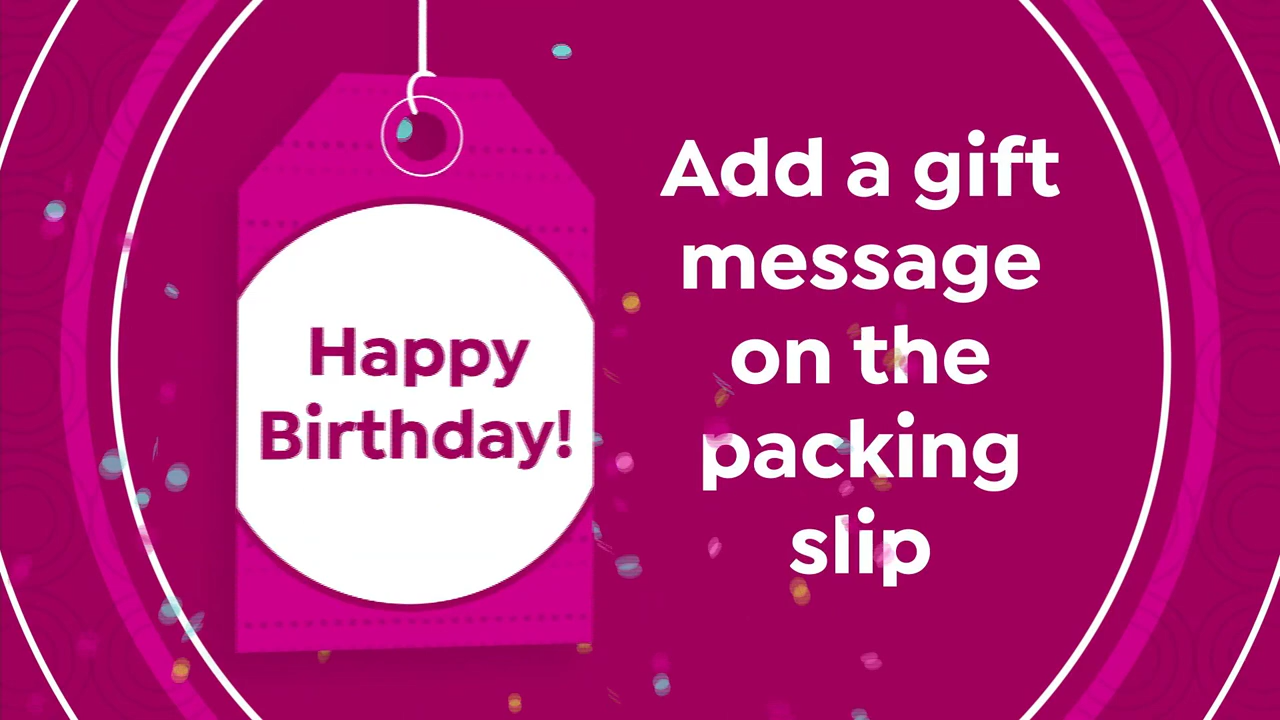 Happy
Birthday!
Add a gift
message
on the
packing
slip